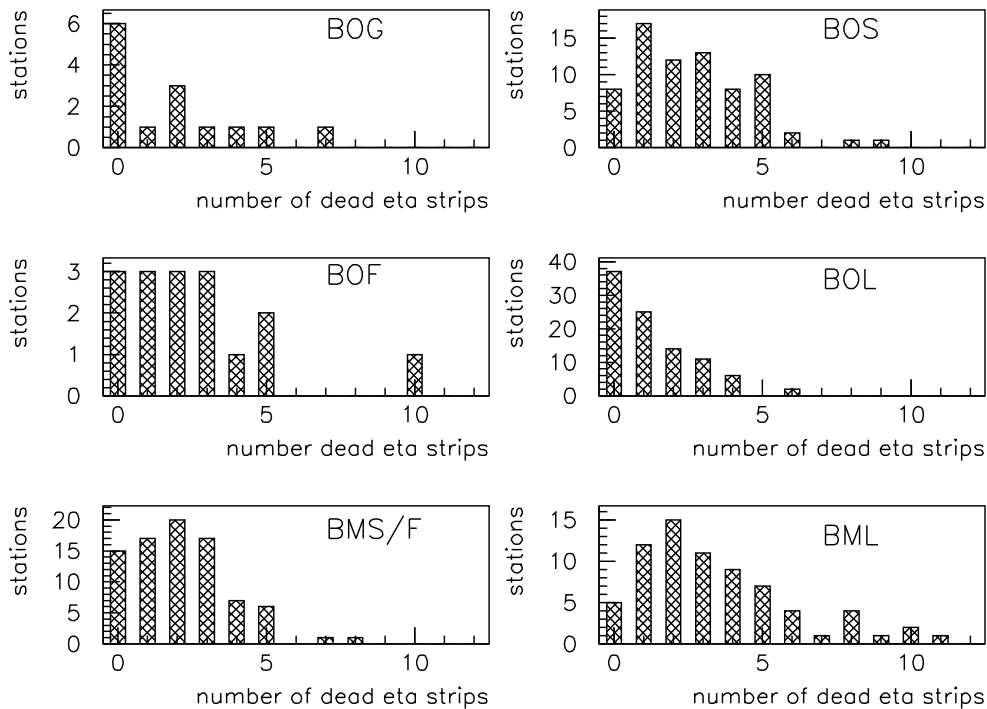 BOG
stations
6
4
2
0
0 5 10
number of dead eta strips
BOS
stations
15
10
5
0
0 5 10
number dead eta strips
BOF
stations
3
2
1
0
0 5 10
number dead eta strips
BOL
stations
40
30
20
10
0
0 5 10
number of dead eta strips
BMS/F
stations
20
15
10
5
0
0 5 10
number of dead eta strips
BML
stations
15
10
5
0
0 5 10
number of dead eta strips